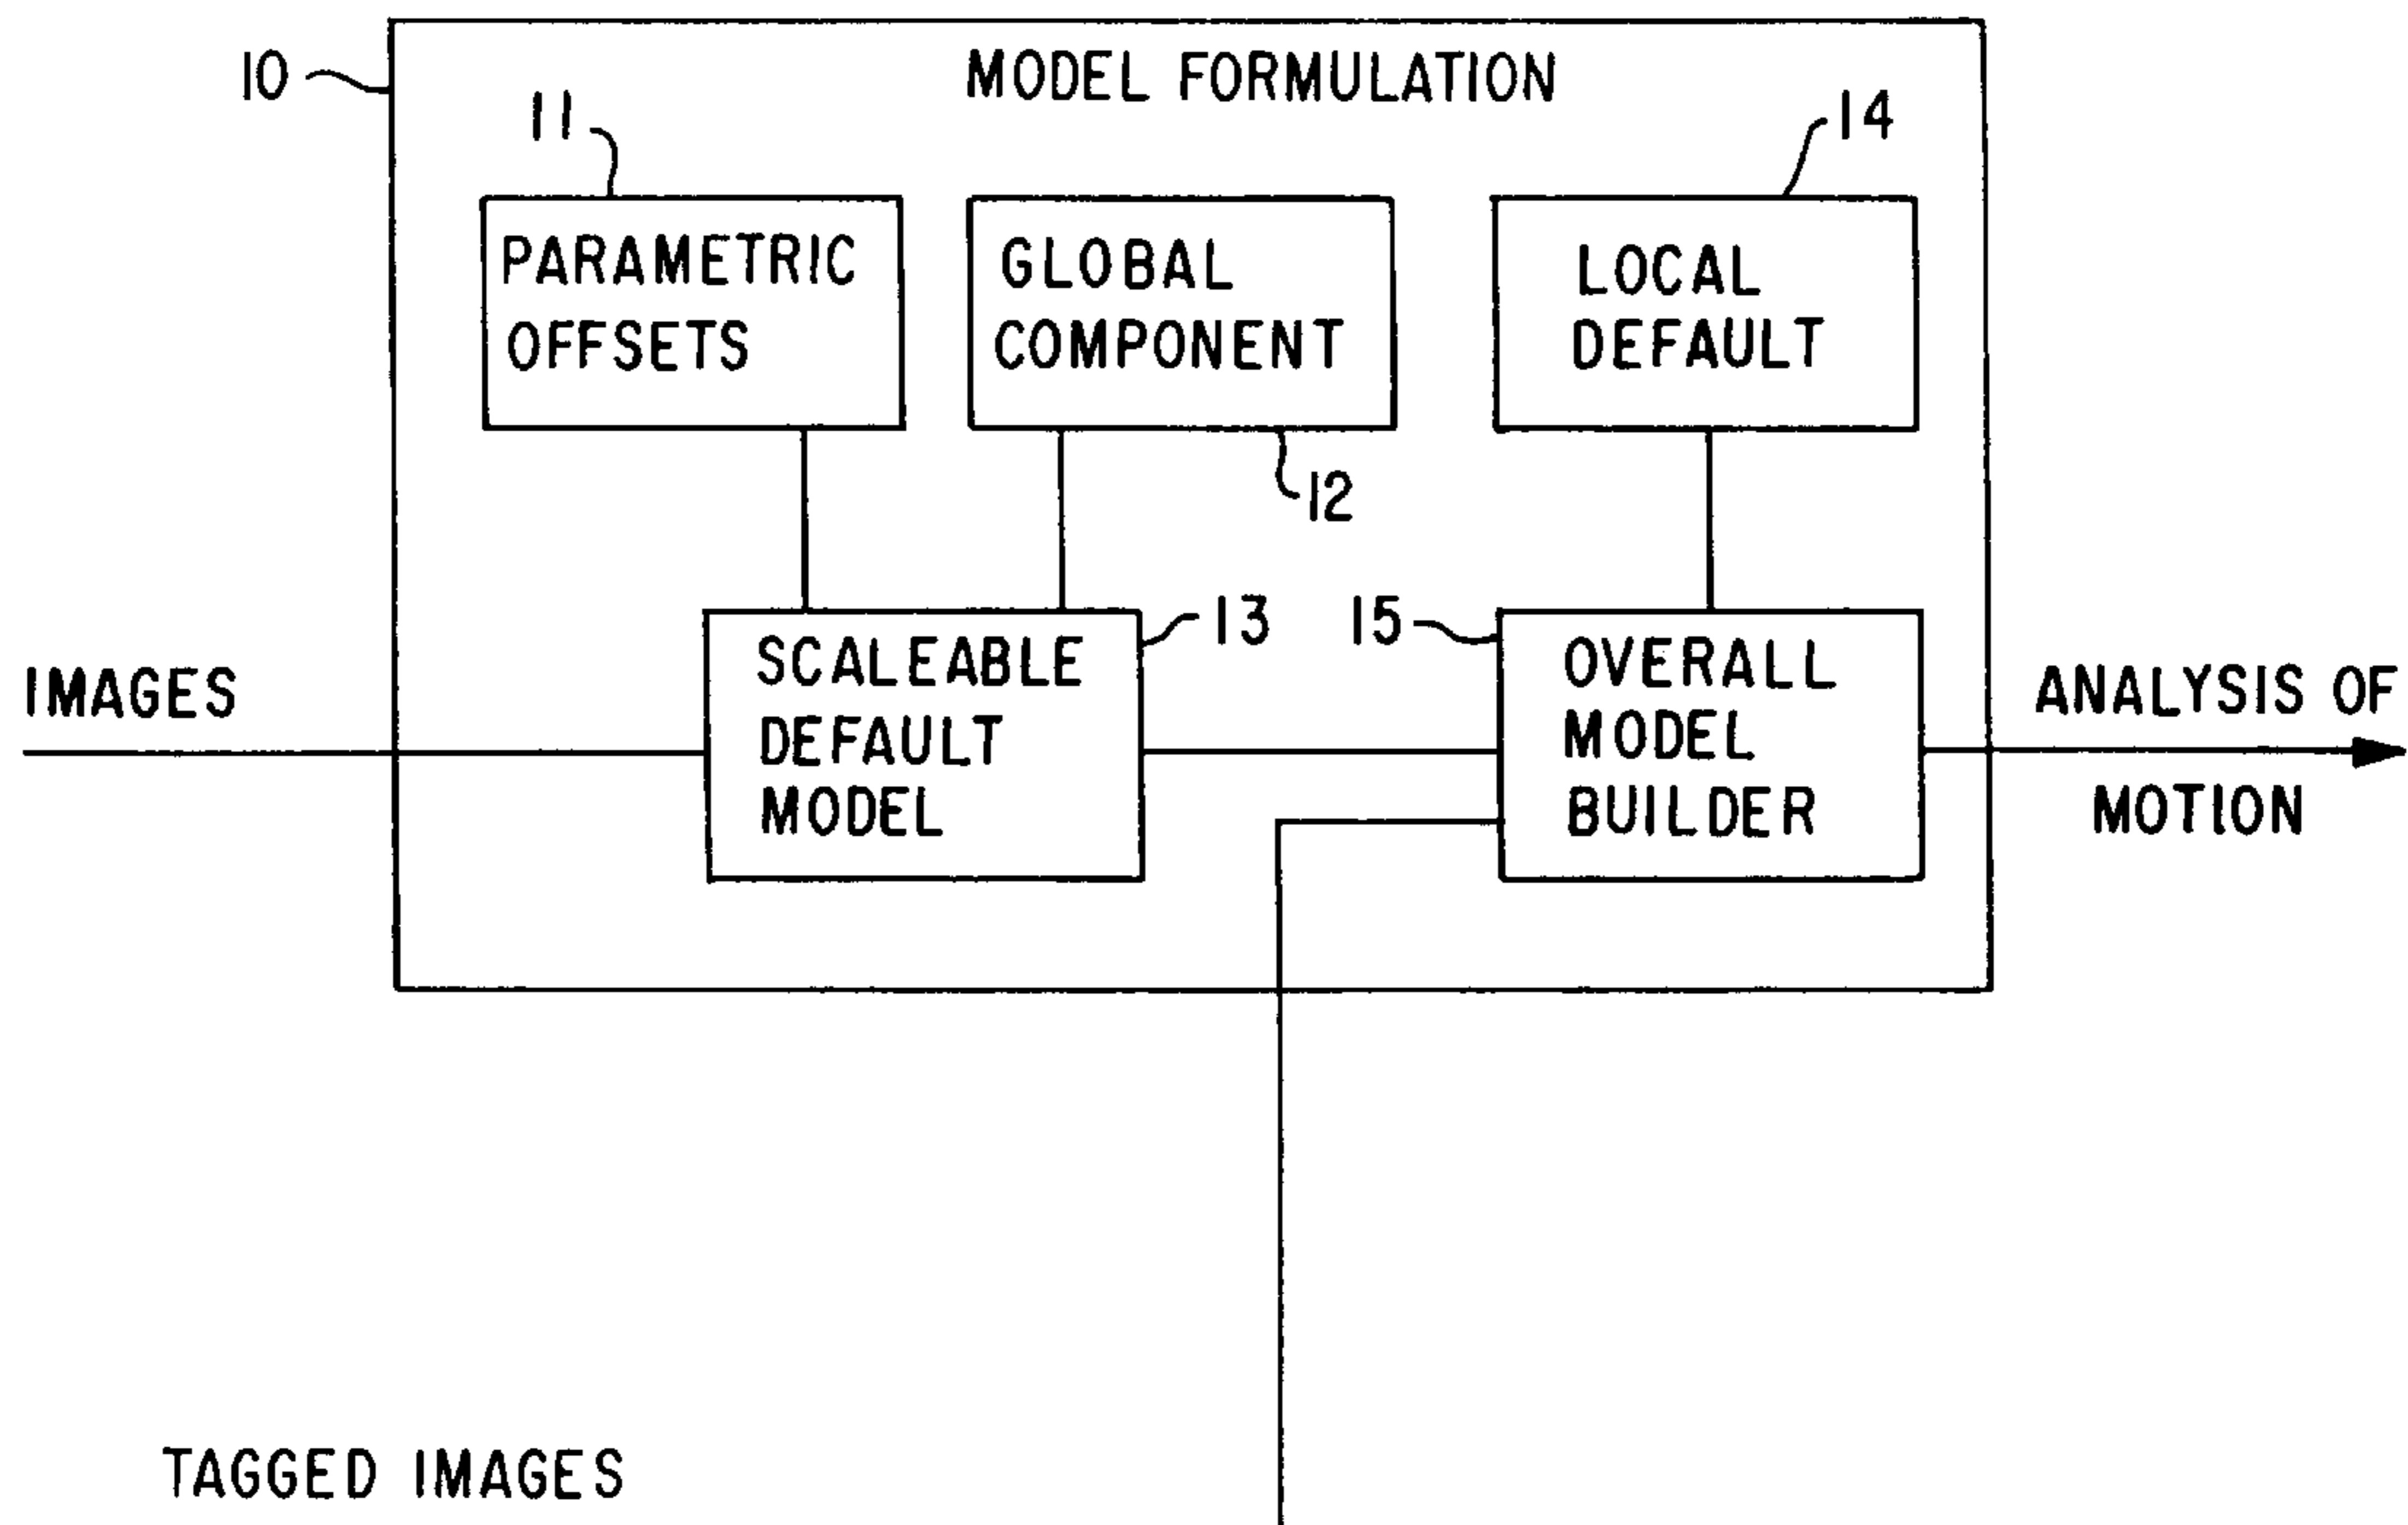 10
MODEL FORMULATION
11
14
PARAMETRIC
OFFSETS
GLOBAL
COMPONENT
LOCAL
DEFAULT
12
13
15
IMAGES
SCALEABLE
DEFAULT
MODEL
OVERALL
MODEL
BUILDER
ANALYSIS OF
MOTION
TAGGED IMAGES